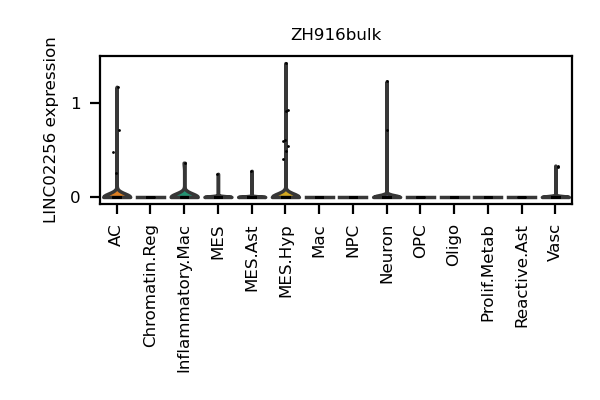 ZH916bulk
LINC02256 expression
1
0
AC
Chromatin.Reg
Inflammatory.Mac
MES
MES.Ast
MES.Hyp
Mac
NPC
Neuron
OPC
Oligo
Prolif.Metab
Reactive.Ast
Vasc